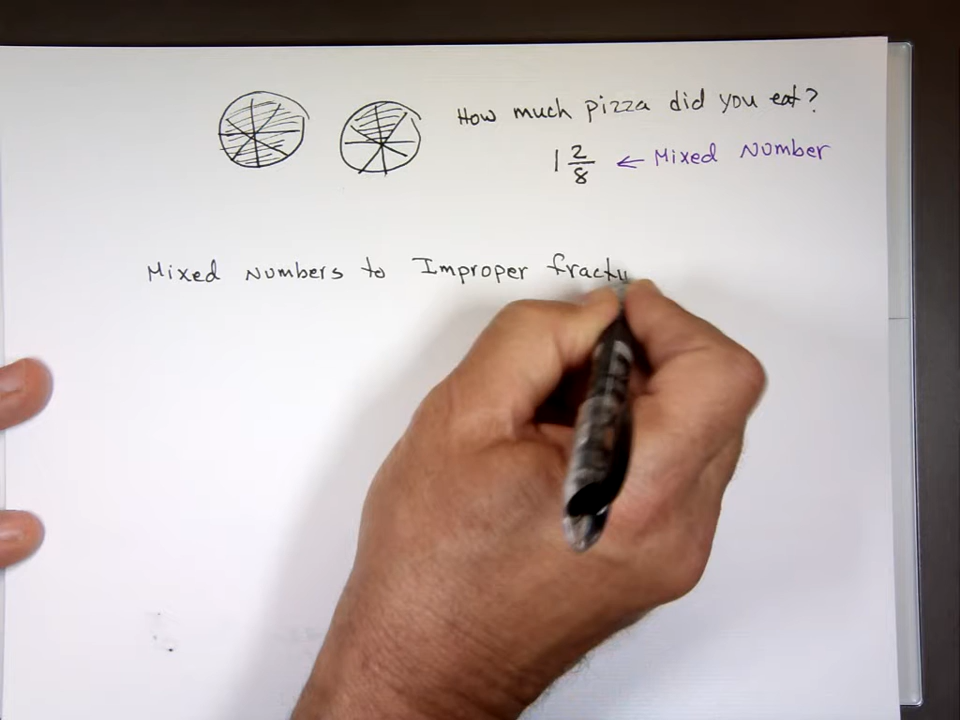 How much pizza did you eat?
1 2/8 ← Mixed Number
Mixed Numbers to Improper